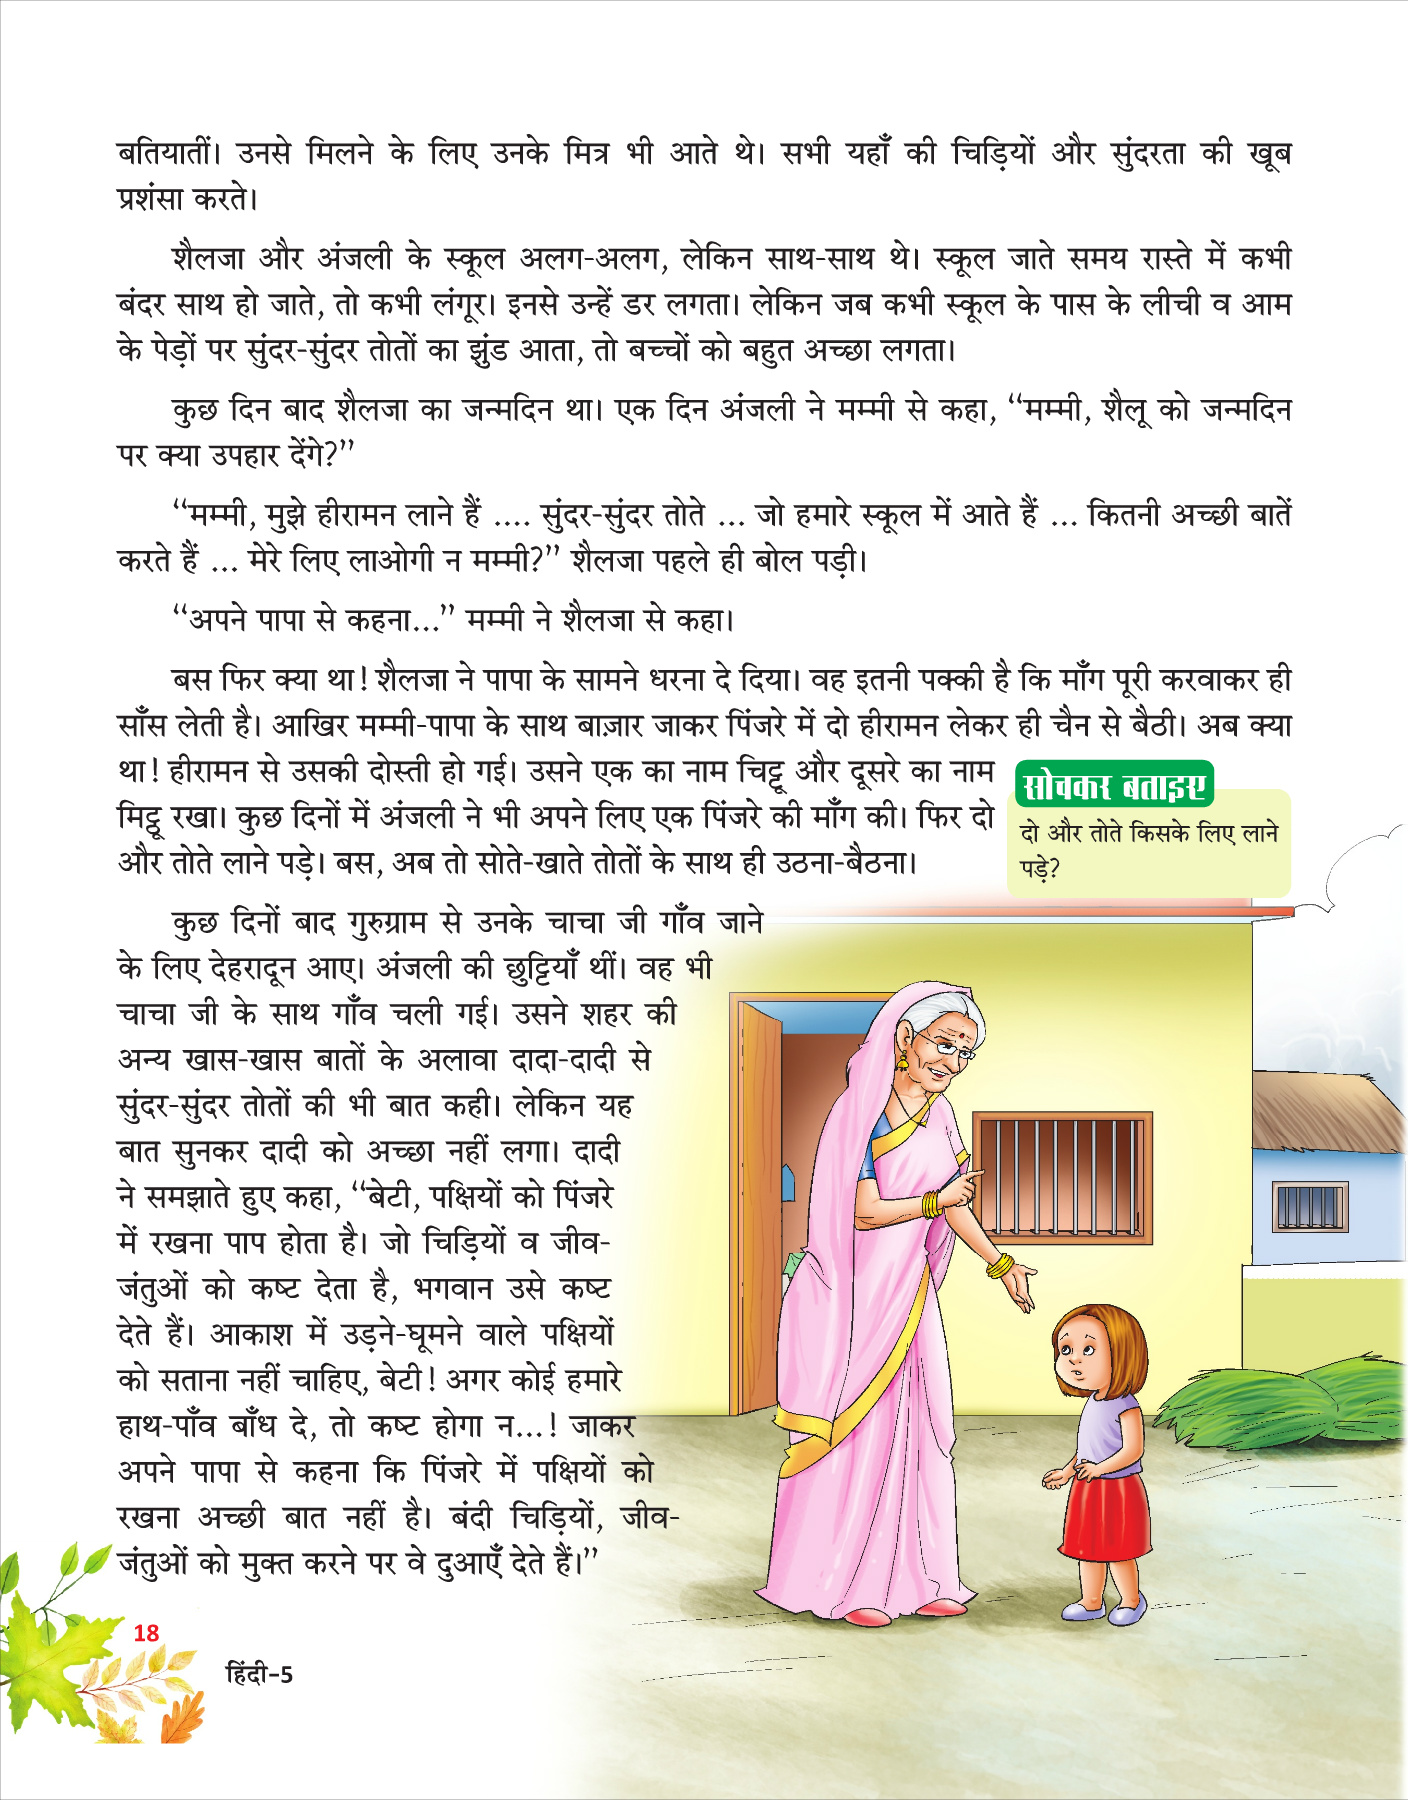 बतियातीं। उनसे मिलने के लिए उनके मित्र भी आते थे। सभी यहाँ की चिड़ियों और सुंदरता की खूब
प्रशंसा करते।
शैलजा और अंजली के स्कूल अलग-अलग, लेकिन साथ-साथ थे। स्कूल जाते समय रास्ते में कभी
बंदर साथ हो जाते, तो कभी लंगूर। इनसे उन्हें डर लगता। लेकिन जब कभी स्कूल के पास के लीची व आम
के पेड़ों पर सुंदर-सुंदर तोतों का झुंड आता, तो बच्चों को बहुत अच्छा लगता।
कुछ दिन बाद शैलजा का जन्मदिन था। एक दिन अंजली ने मम्मी से कहा, “मम्मी, शैलू को जन्मदिन
पर क्या उपहार देंगे?”
“मम्मी, मुझे हीरामन लाने हैं .... सुंदर-सुंदर तोते ... जो हमारे स्कूल में आते हैं ... कितनी अच्छी बातें
करते हैं ... मेरे लिए लाओगी न मम्मी?” शैलजा पहले ही बोल पड़ी।
“अपने पापा से कहना...” मम्मी ने शैलजा से कहा।
बस फिर क्या था! शैलजा ने पापा के सामने धरना दे दिया। वह इतनी पक्की है कि माँग पूरी करवाकर ही
साँस लेती है। आखिर मम्मी-पापा के साथ बाज़ार जाकर पिंजरे में दो हीरामन लेकर ही चैन से बैठी। अब क्या
था! हीरामन से उसकी दोस्ती हो गई। उसने एक का नाम चिट्टू और दूसरे का नाम
मिट्ठू रखा। कुछ दिनों में अंजली ने भी अपने लिए एक पिंजरे की माँग की। फिर दो
और तोते लाने पड़े। बस, अब तो सोते-खाते तोतों के साथ ही उठना-बैठना।
सोचकर बताइए
दो और तोते किसके लिए लाने
पड़े?
कुछ दिनों बाद गुरुग्राम से उनके चाचा जी गाँव जाने
के लिए देहरादून आए। अंजली की छुट्टियाँ थीं। वह भी
चाचा जी के साथ गाँव चली गई। उसने शहर की
अन्य खास-खास बातों के अलावा दादा-दादी से
सुंदर-सुंदर तोतों की भी बात कही। लेकिन यह
बात सुनकर दादी को अच्छा नहीं लगा। दादी
ने समझाते हुए कहा, “बेटी, पक्षियों को पिंजरे
में रखना पाप होता है। जो चिड़ियों व जीव-
जंतुओं को कष्ट देता है, भगवान उसे कष्ट
देते हैं। आकाश में उड़ने-घूमने वाले पक्षियों
को सताना नहीं चाहिए, बेटी! अगर कोई हमारे
हाथ-पाँव बाँध दे, तो कष्ट होगा न...! जाकर
अपने पापा से कहना कि पिंजरे में पक्षियों को
रखना अच्छी बात नहीं है। बंदी चिड़ियों, जीव-
जंतुओं को मुक्त करने पर वे दुआएँ देते हैं।”
18
हिंदी-5